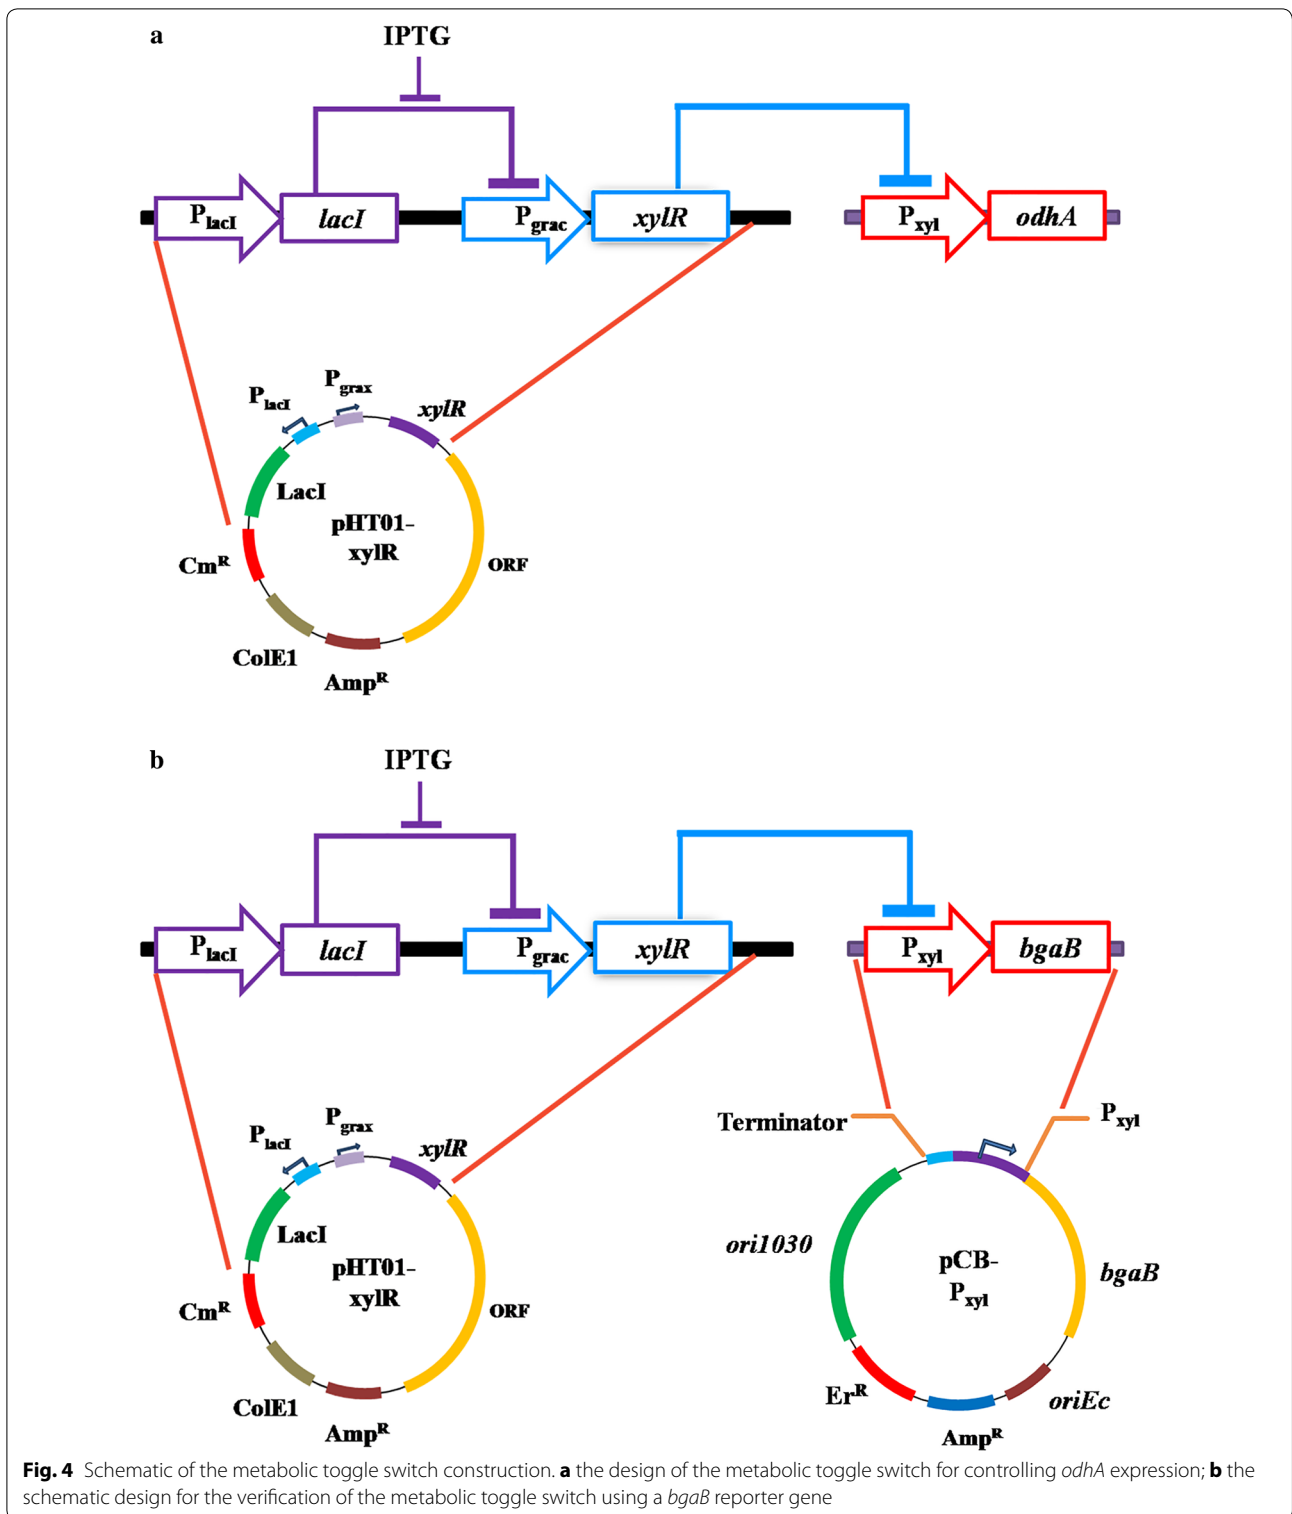 a
IPTG
PlacI
lacI
Pgrac
xylR
Pxyl
odhA
PlacI
Pgrax
xylR
LacI
pHT01-
xylR
CmR
ORF
ColE1
AmpR
b
IPTG
PlacI
lacI
Pgrac
xylR
Pxyl
bgaB
PlacI
Pgrax
xylR
LacI
pHT01-
xylR
CmR
ORF
ColE1
AmpR
Terminator
Pxyl
ori1030
pCB-
Pxyl
bgaB
ErR
oriEc
AmpR
Fig. 4 Schematic of the metabolic toggle switch construction. a the design of the metabolic toggle switch for controlling odhA expression; b the
schematic design for the verification of the metabolic toggle switch using a bgaB reporter gene